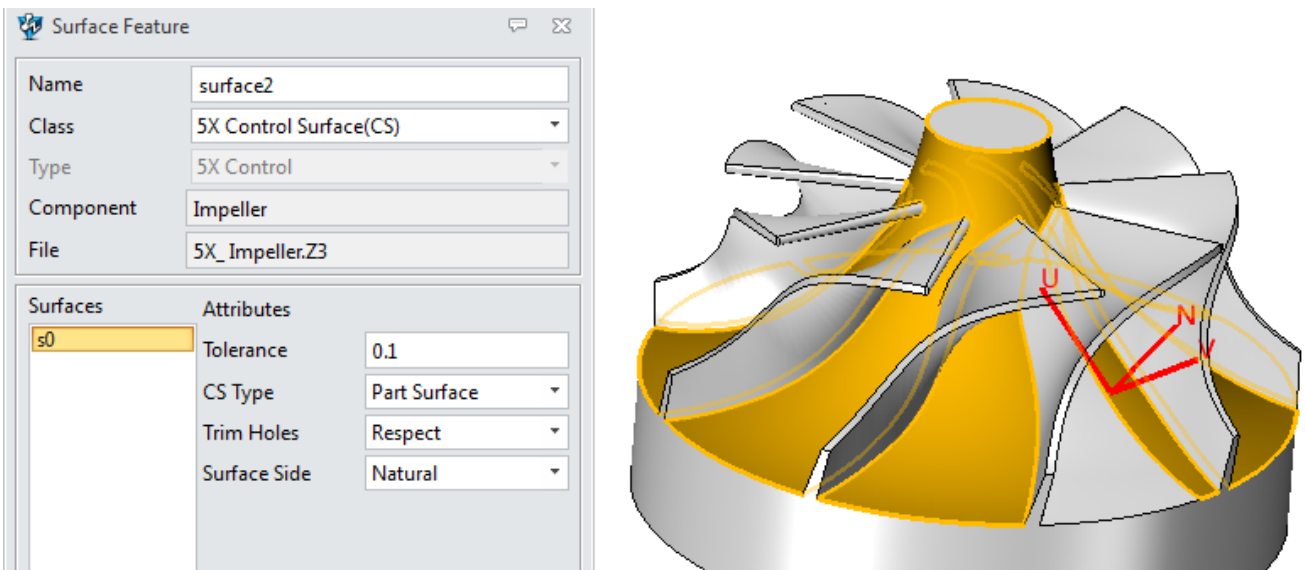 Surface Feature
Name surface2
Class 5X Control Surface(CS)
Type 5X Control
Component Impeller
File 5X_ Impeller.Z3
Surfaces Attributes
s0
Tolerance 0.1
CS Type Part Surface
Trim Holes Respect
Surface Side Natural
U
N
V